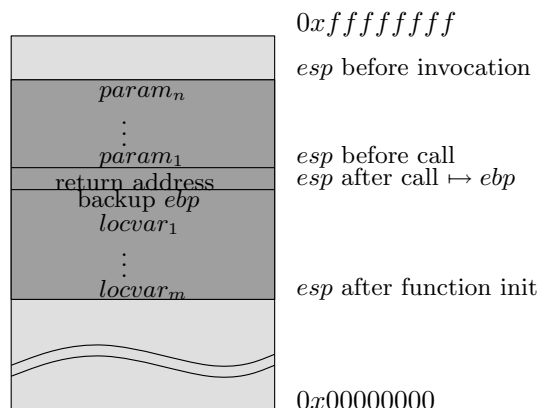 0xffffffff
esp before invocation
param_n
⋮
param_1
esp before call
return address
esp after call ↦ ebp
backup ebp
locvar_1
⋮
locvar_m
esp after function init
0x00000000